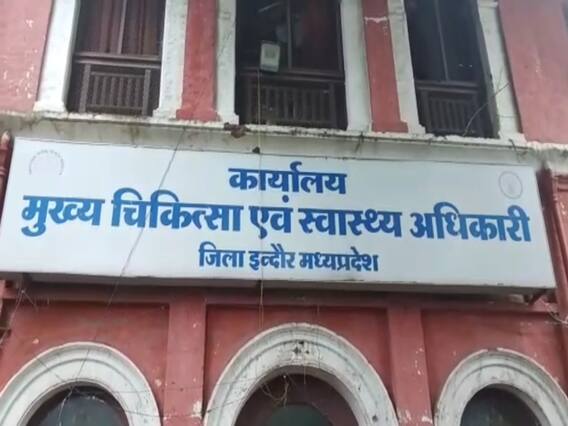 कार्यालय
मुख्य चिकित्सा एवं स्वास्थ्य अधिकारी
जिला इन्दौर मध्यप्रदेश